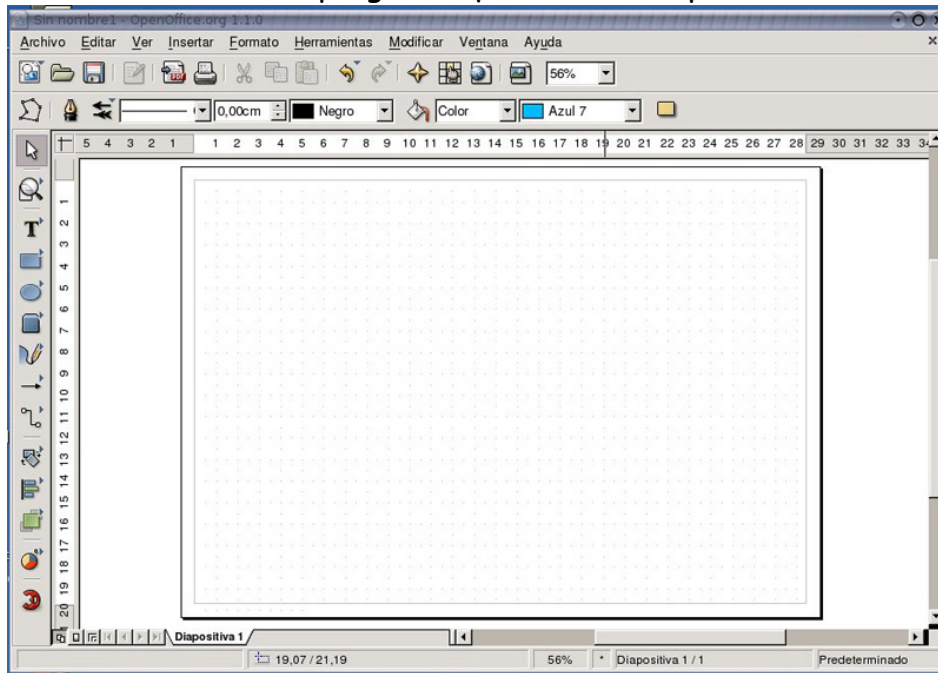 Sin nombre1 - OpenOffice.org 1.1.0
Archivo Editar Ver Insertar Formato Herramientas Modificar Ventana Ayuda
56%
0,00cm Negro Color Azul 7
5 4 3 2 1 1 2 3 4 5 6 7 8 9 10 11 12 13 14 15 16 17 18 19 20 21 22 23 24 25 26 27 28 29 30 31 32 33 34
1 2 3 4 5 6 7 8 9 10 11 12 13 14 15 16 17 18 19 20
T
3D
Diapositiva 1
19,07 / 21,19 56% * Diapositiva 1 / 1 Predeterminado